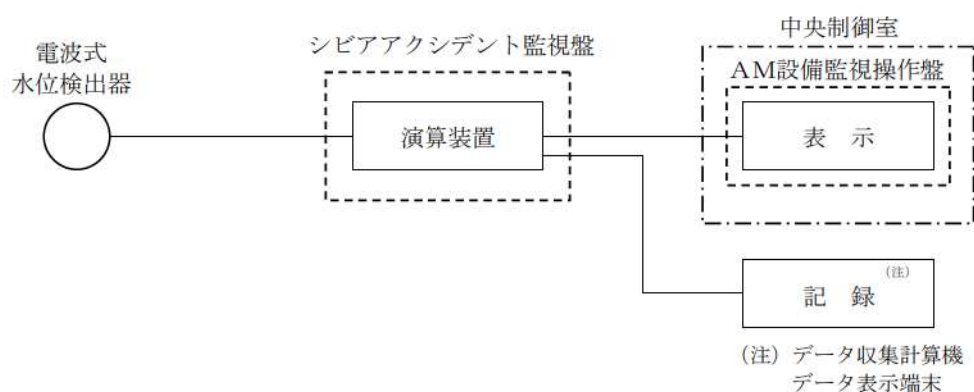 中央制御室
シビアアクシデント監視盤
電波式
水位検出器
AM設備監視操作盤
演算装置
表 示
記 録
(注)
(注) データ収集計算機
データ表示端末